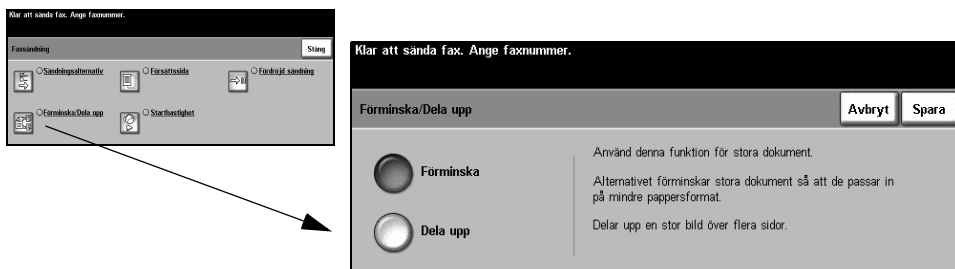 Klar att sända fax. Ange faxnummer.
Faxsändning
Stäng
Sändningsalternativ
Försättssida
Fördröjd sändning
Förminska/Dela upp
Starthastighet
Klar att sända fax. Ange faxnummer.
Förminska/Dela upp
Avbryt
Spara
Förminska
Dela upp
Använd denna funktion för stora dokument.
Alternativet förminskar stora dokument så att de passar in
på mindre pappersformat.
Delar upp en stor bild över flera sidor.